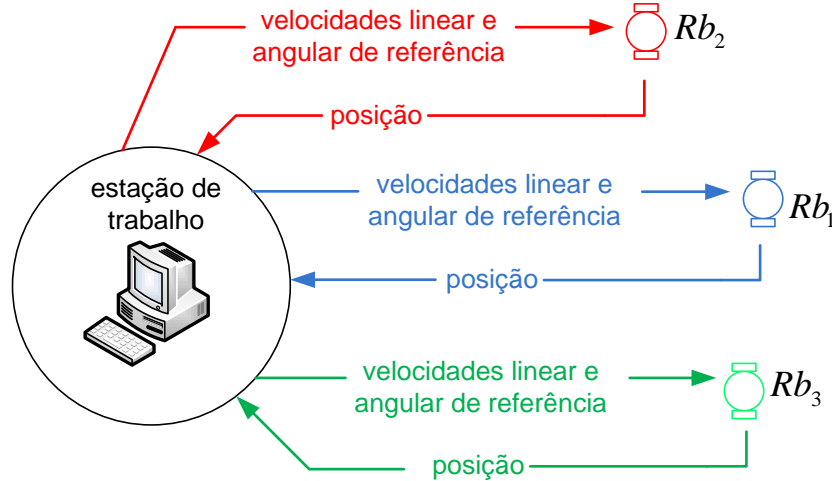 velocidades linear e
angular de referência
Rb2
posição
estação de
trabalho
velocidades linear e
angular de referência
Rb1
posição
velocidades linear e
angular de referência
Rb3
posição